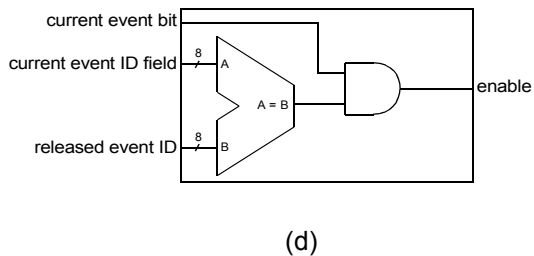 current event bit
8
current event ID field
A
A = B
enable
8
released event ID
B
(d)